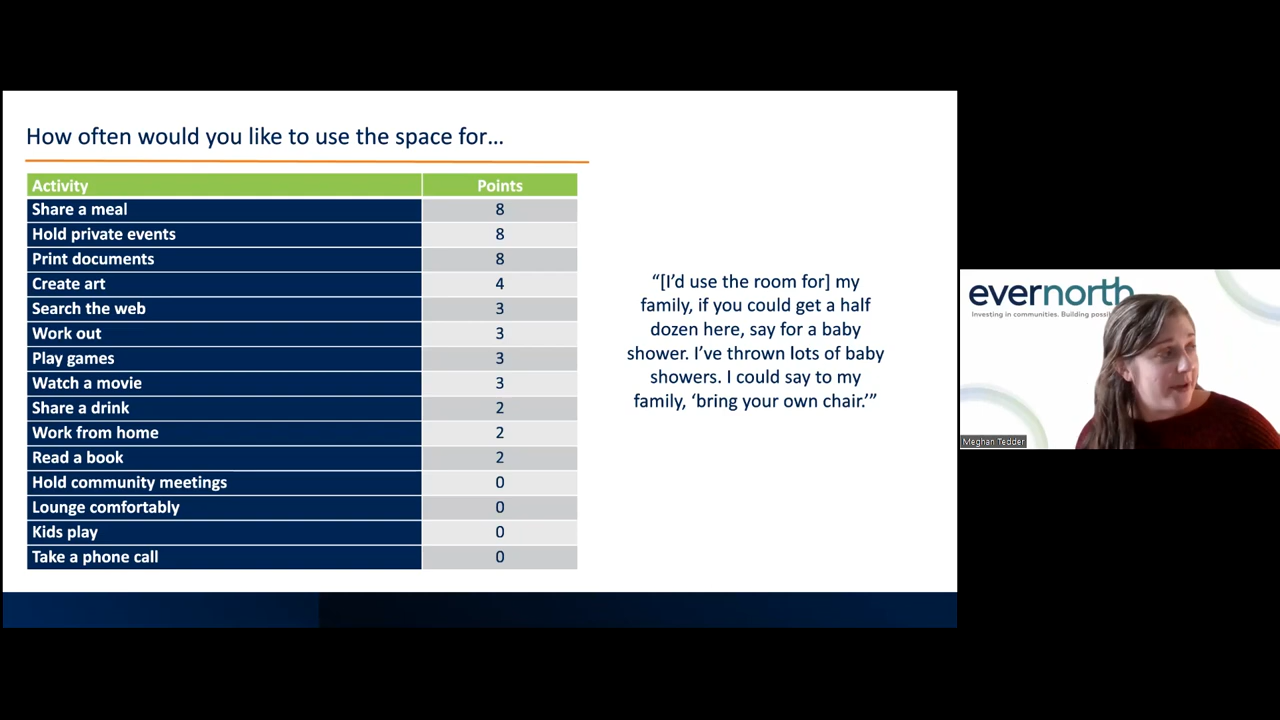 How often would you like to use the space for…
Activity Points
Share a meal 8
Hold private events 8
Print documents 8
Create art 4
Search the web 3
Work out 3
Play games 3
Watch a movie 3
Share a drink 2
Work from home 2
Read a book 2
Hold community meetings 0
Lounge comfortably 0
Kids play 0
Take a phone call 0
“[I’d use the room for] my
family, if you could get a half
dozen here, say for a baby
shower. I’ve thrown lots of baby
showers. I could say to my
family, ‘bring your own chair.’”
evernorth
Investing in communities. Building
Meghan Tedder